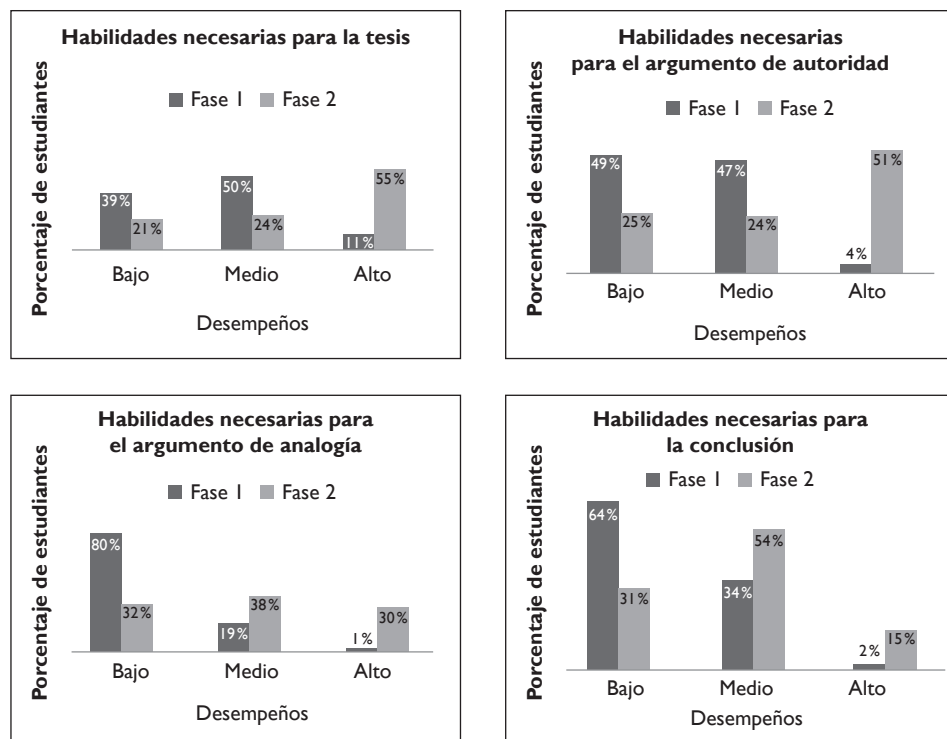 Habilidades necesarias para la tesis
Fase 1 Fase 2
Porcentaje de estudiantes
39%
21%
50%
24%
11%
55%
Bajo Medio Alto
Desempeños
Habilidades necesarias
para el argumento de autoridad
Fase 1 Fase 2
Porcentaje de estudiantes
49%
25%
47%
24%
4%
51%
Bajo Medio Alto
Desempeños
Habilidades necesarias para
el argumento de analogía
Fase 1 Fase 2
Porcentaje de estudiantes
80%
32%
19%
38%
1%
30%
Bajo Medio Alto
Desempeños
Habilidades necesarias para
la conclusión
Fase 1 Fase 2
Porcentaje de estudiantes
64%
31%
34%
54%
2%
15%
Bajo Medio Alto
Desempeños